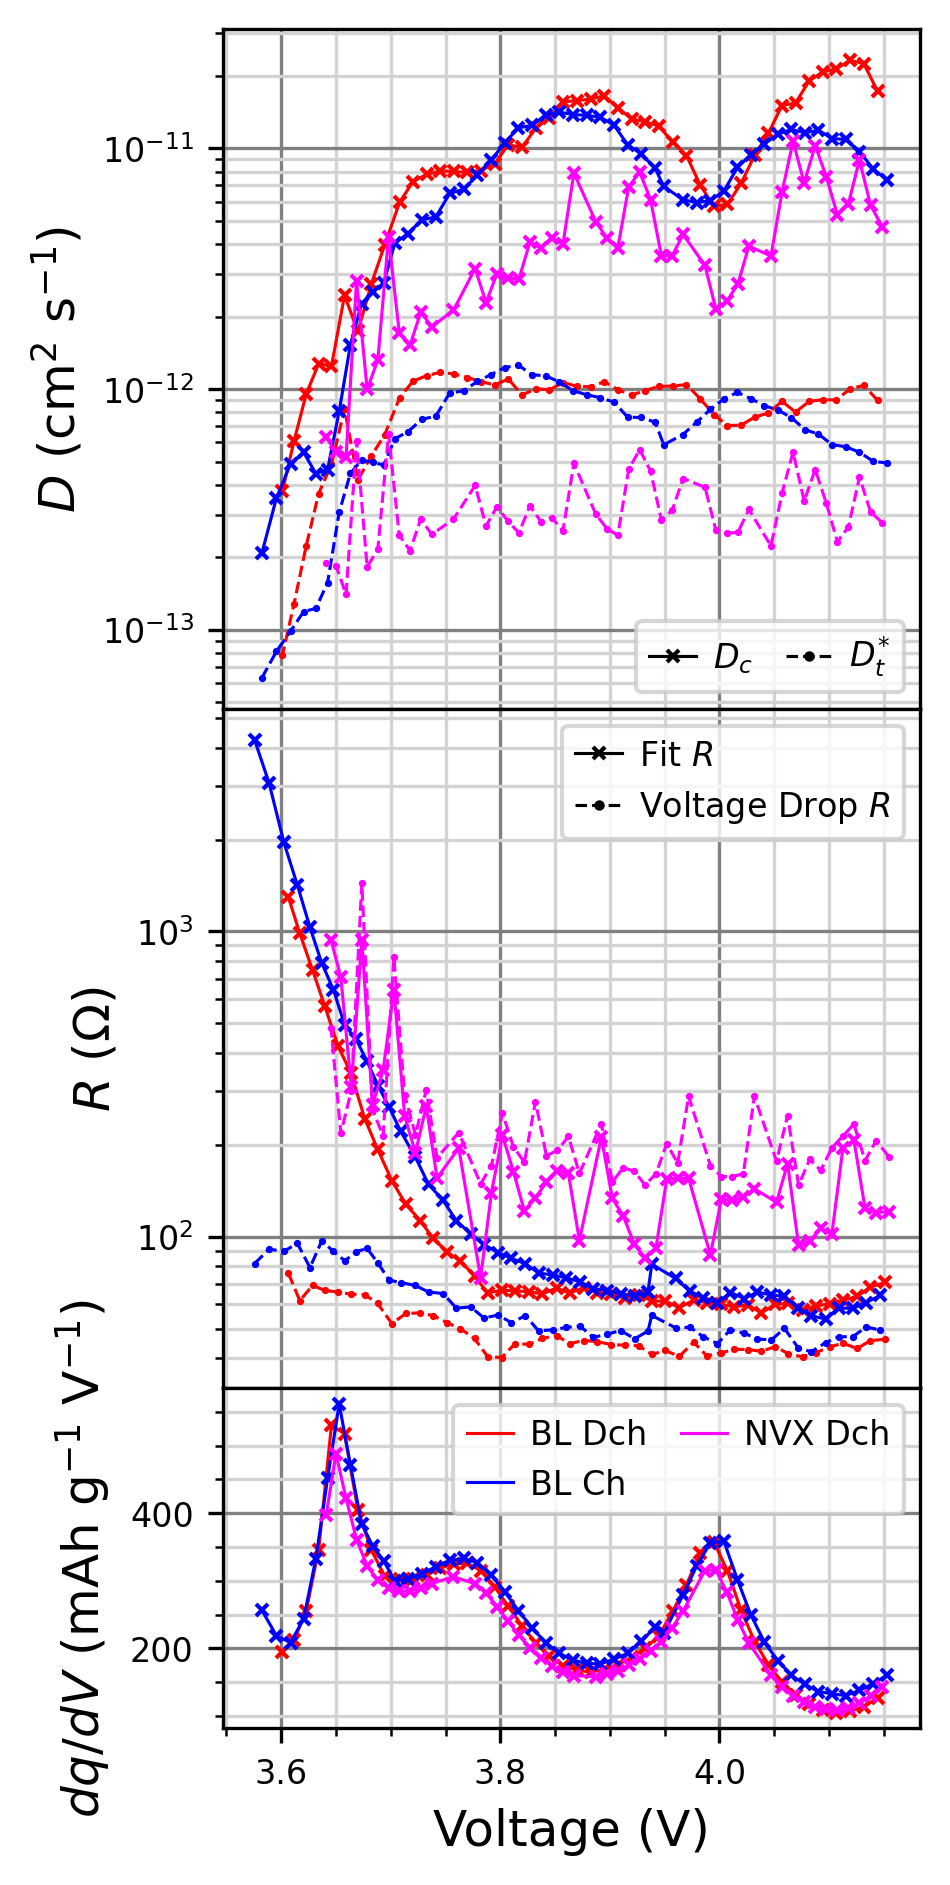 D (cm² s⁻¹)
10⁻¹¹
10⁻¹²
10⁻¹³
D_c D_t^*
R (Ω)
10³
10²
Fit R
Voltage Drop R
dq/dV (mAh g⁻¹ V⁻¹)
400
200
BL Dch NVX Dch
BL Ch
3.6 3.8 4.0
Voltage (V)